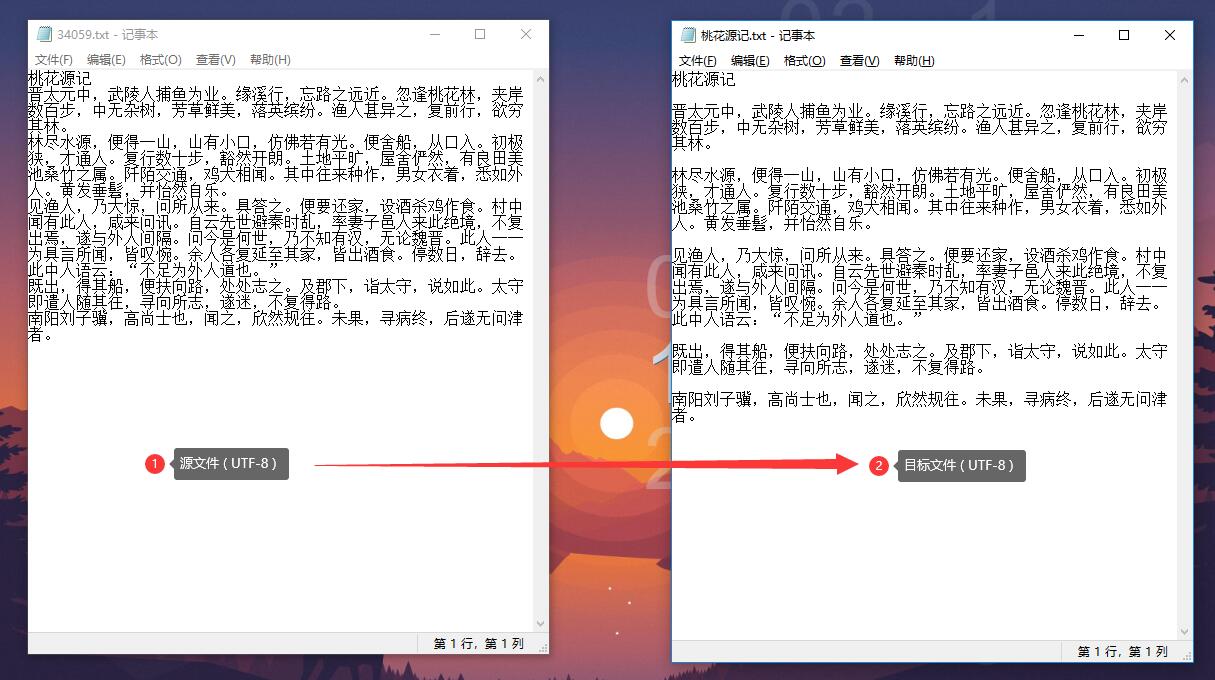 34059.txt - 记事本
文件(F) 编辑(E) 格式(O) 查看(V) 帮助(H)
桃花源记
晋太元中，武陵人捕鱼为业。缘溪行，忘路之远近。忽逢桃花林，夹岸
数百步，中无杂树，芳草鲜美，落英缤纷。渔人甚异之，复前行，欲穷
其林。
林尽水源，便得一山，山有小口，仿佛若有光。便舍船，从口入。初极
狭，才通人。复行数十步，豁然开朗。土地平旷，屋舍俨然，有良田美
池桑竹之属。阡陌交通，鸡犬相闻。其中往来种作，男女衣着，悉如外
人。黄发垂髫，并怡然自乐。
见渔人，乃大惊，问所从来。具答之。便要还家，设酒杀鸡作食。村中
闻有此人，咸来问讯。自云先世避秦时乱，率妻子邑人来此绝境，不复
出焉，遂与外人间隔。问今是何世，乃不知有汉，无论魏晋。此人一一
为具言所闻，皆叹惋。余人各复延至其家，皆出酒食。停数日，辞去。
此中人语云：“不足为外人道也。”
既出，得其船，便扶向路，处处志之。及郡下，诣太守，说如此。太守
即遣人随其往，寻向所志，遂迷，不复得路。
南阳刘子骥，高尚士也，闻之，欣然规往。未果，寻病终，后遂无问津
者。
1 源文件（UTF-8）
第 1 行，第 1 列
桃花源记.txt - 记事本
文件(F) 编辑(E) 格式(O) 查看(V) 帮助(H)
桃花源记
晋太元中，武陵人捕鱼为业。缘溪行，忘路之远近。忽逢桃花林，夹岸
数百步，中无杂树，芳草鲜美，落英缤纷。渔人甚异之，复前行，欲穷
其林。
林尽水源，便得一山，山有小口，仿佛若有光。便舍船，从口入。初极
狭，才通人。复行数十步，豁然开朗。土地平旷，屋舍俨然，有良田美
池桑竹之属。阡陌交通，鸡犬相闻。其中往来种作，男女衣着，悉如外
人。黄发垂髫，并怡然自乐。
见渔人，乃大惊，问所从来。具答之。便要还家，设酒杀鸡作食。村中
闻有此人，咸来问讯。自云先世避秦时乱，率妻子邑人来此绝境，不复
出焉，遂与外人间隔。问今是何世，乃不知有汉，无论魏晋。此人一一
为具言所闻，皆叹惋。余人各复延至其家，皆出酒食。停数日，辞去。
此中人语云：“不足为外人道也。”
既出，得其船，便扶向路，处处志之。及郡下，诣太守，说如此。太守
即遣人随其往，寻向所志，遂迷，不复得路。
南阳刘子骥，高尚士也，闻之，欣然规往。未果，寻病终，后遂无问津
者。
2 目标文件（UTF-8）
第 1 行，第 1 列